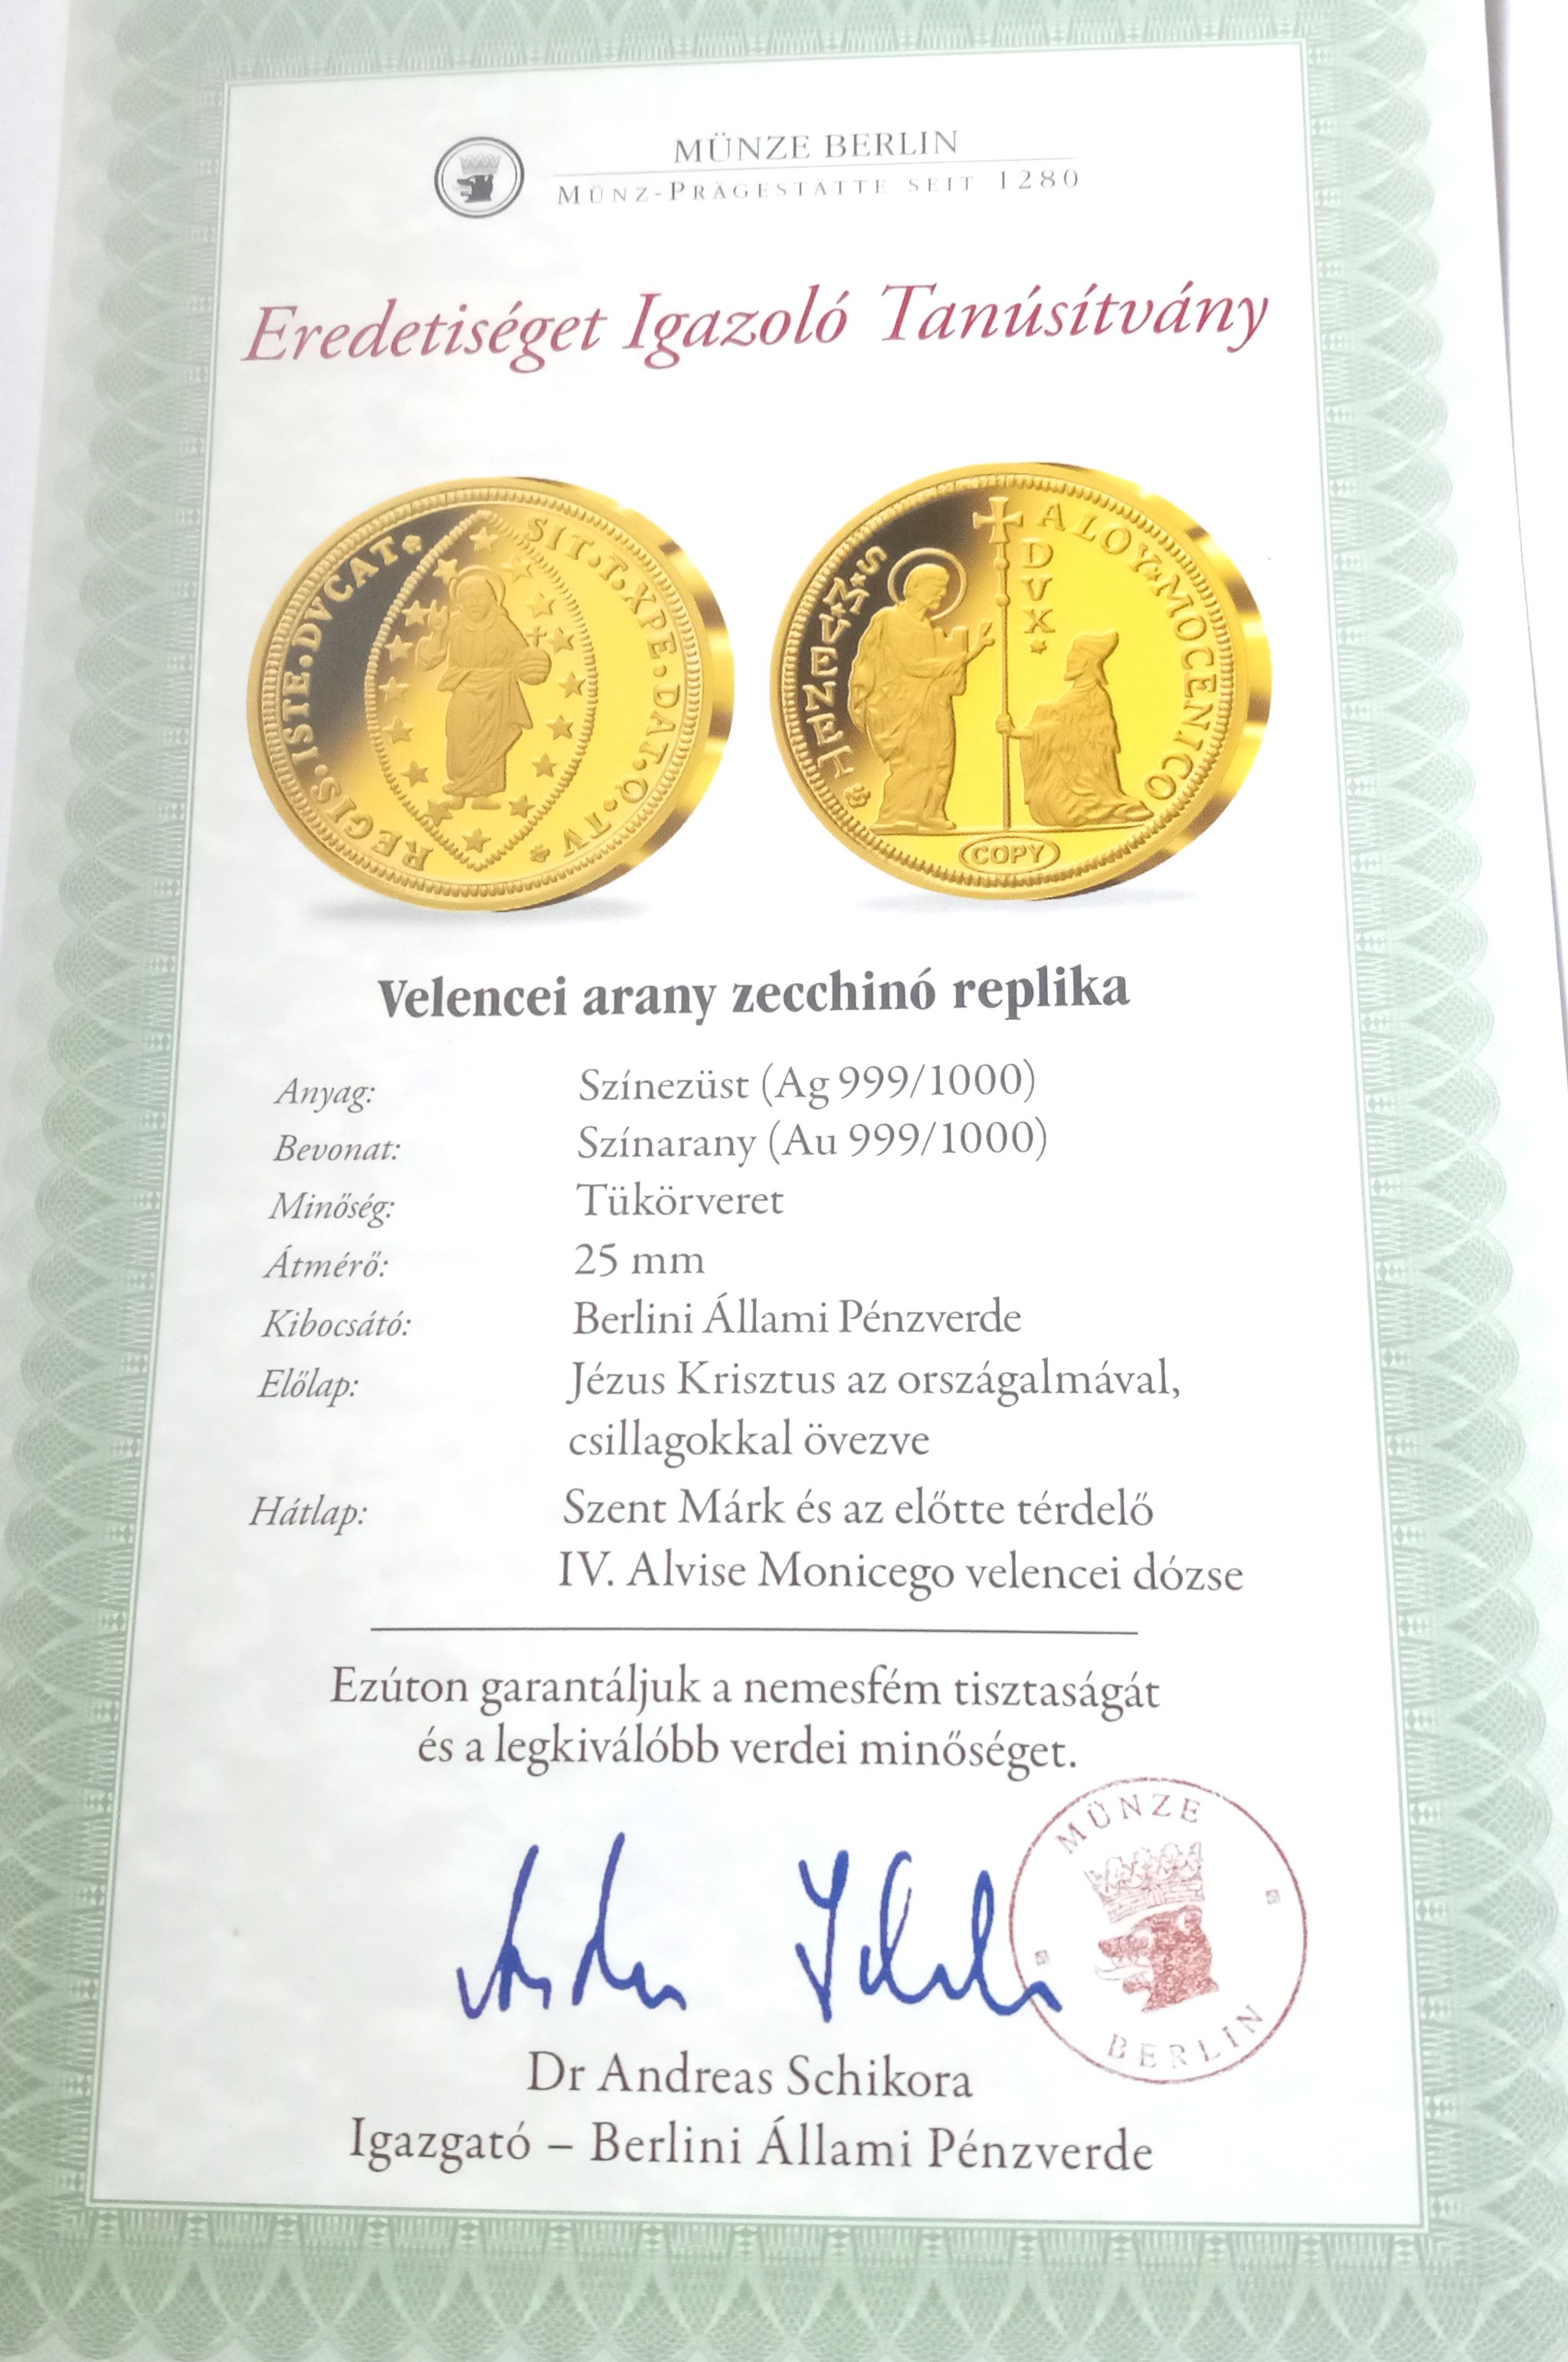 MÜNZE BERLIN
MÜNZ-PRÄGESTÄTTE SEIT 1280
Eredetiséget Igazoló Tanúsítvány
SIT.T.XPE.DAT.Q.TV
REGIS.ISTE.DVCAT
ALOY MOCENICO
DVX
S M VENET
COPY
Velencei arany zecchinó replika
Anyag: Színezüst (Ag 999/1000)
Bevonat: Színarany (Au 999/1000)
Minőség: Tükörveret
Átmérő: 25 mm
Kibocsátó: Berlini Állami Pénzverde
Előlap: Jézus Krisztus az országalmával,
csillagokkal övezve
Hátlap: Szent Márk és az előtte térdelő
IV. Alvise Monicego velencei dózse
Ezúton garantáljuk a nemesfém tisztaságát
és a legkiválóbb verdei minőséget.
MÜNZE
BERLIN
Dr Andreas Schikora
Igazgató – Berlini Állami Pénzverde